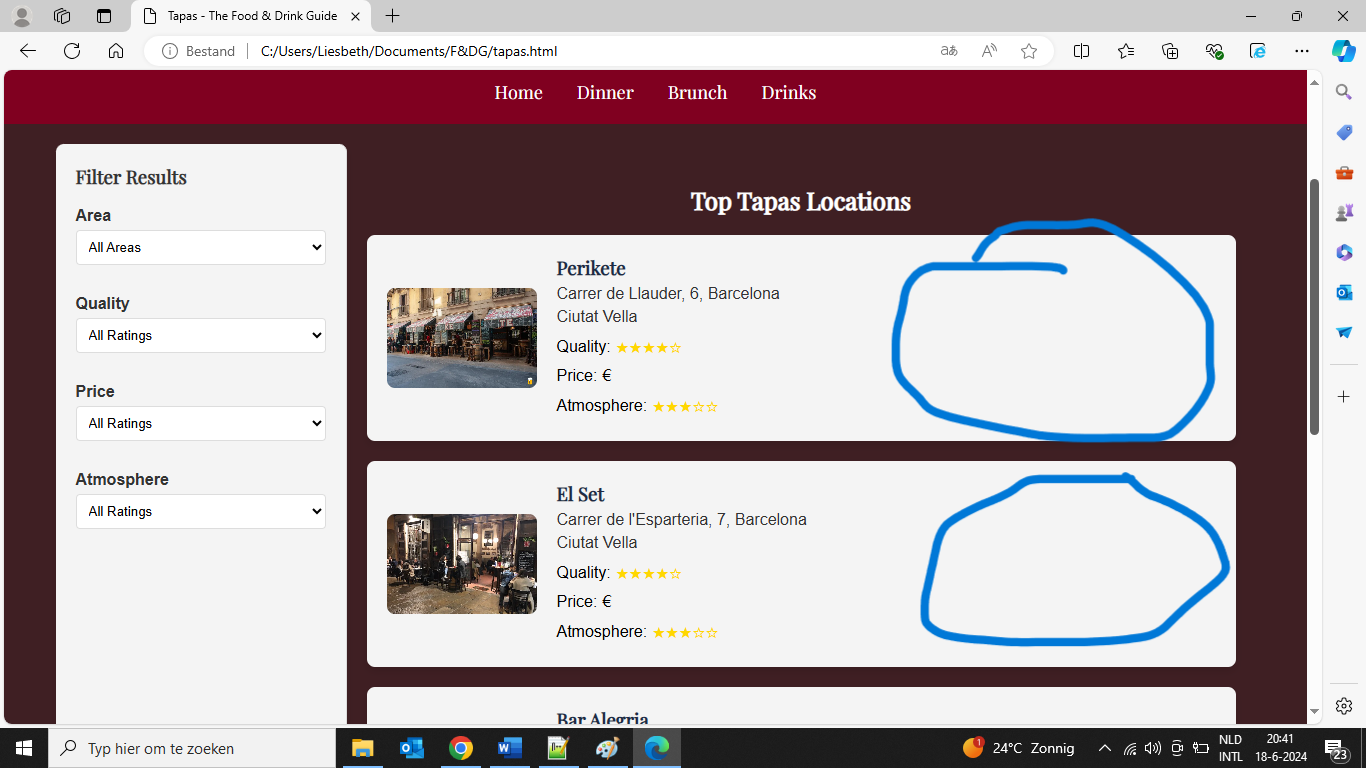 Tapas - The Food & Drink Guide
Bestand
C:/Users/Liesbeth/Documents/F&DG/tapas.html
Home Dinner Brunch Drinks
Filter Results
Area
All Areas
Quality
All Ratings
Price
All Ratings
Atmosphere
All Ratings
Top Tapas Locations
Perikete
Carrer de Llauder, 6, Barcelona
Ciutat Vella
Quality: ★★★★☆
Price: €
Atmosphere: ★★★☆☆
El Set
Carrer de l'Esparteria, 7, Barcelona
Ciutat Vella
Quality: ★★★★☆
Price: €
Atmosphere: ★★★☆☆
Bar Alegria
Typ hier om te zoeken
1
24°C Zonnig
NLD
INTL
20:41
18-6-2024
23